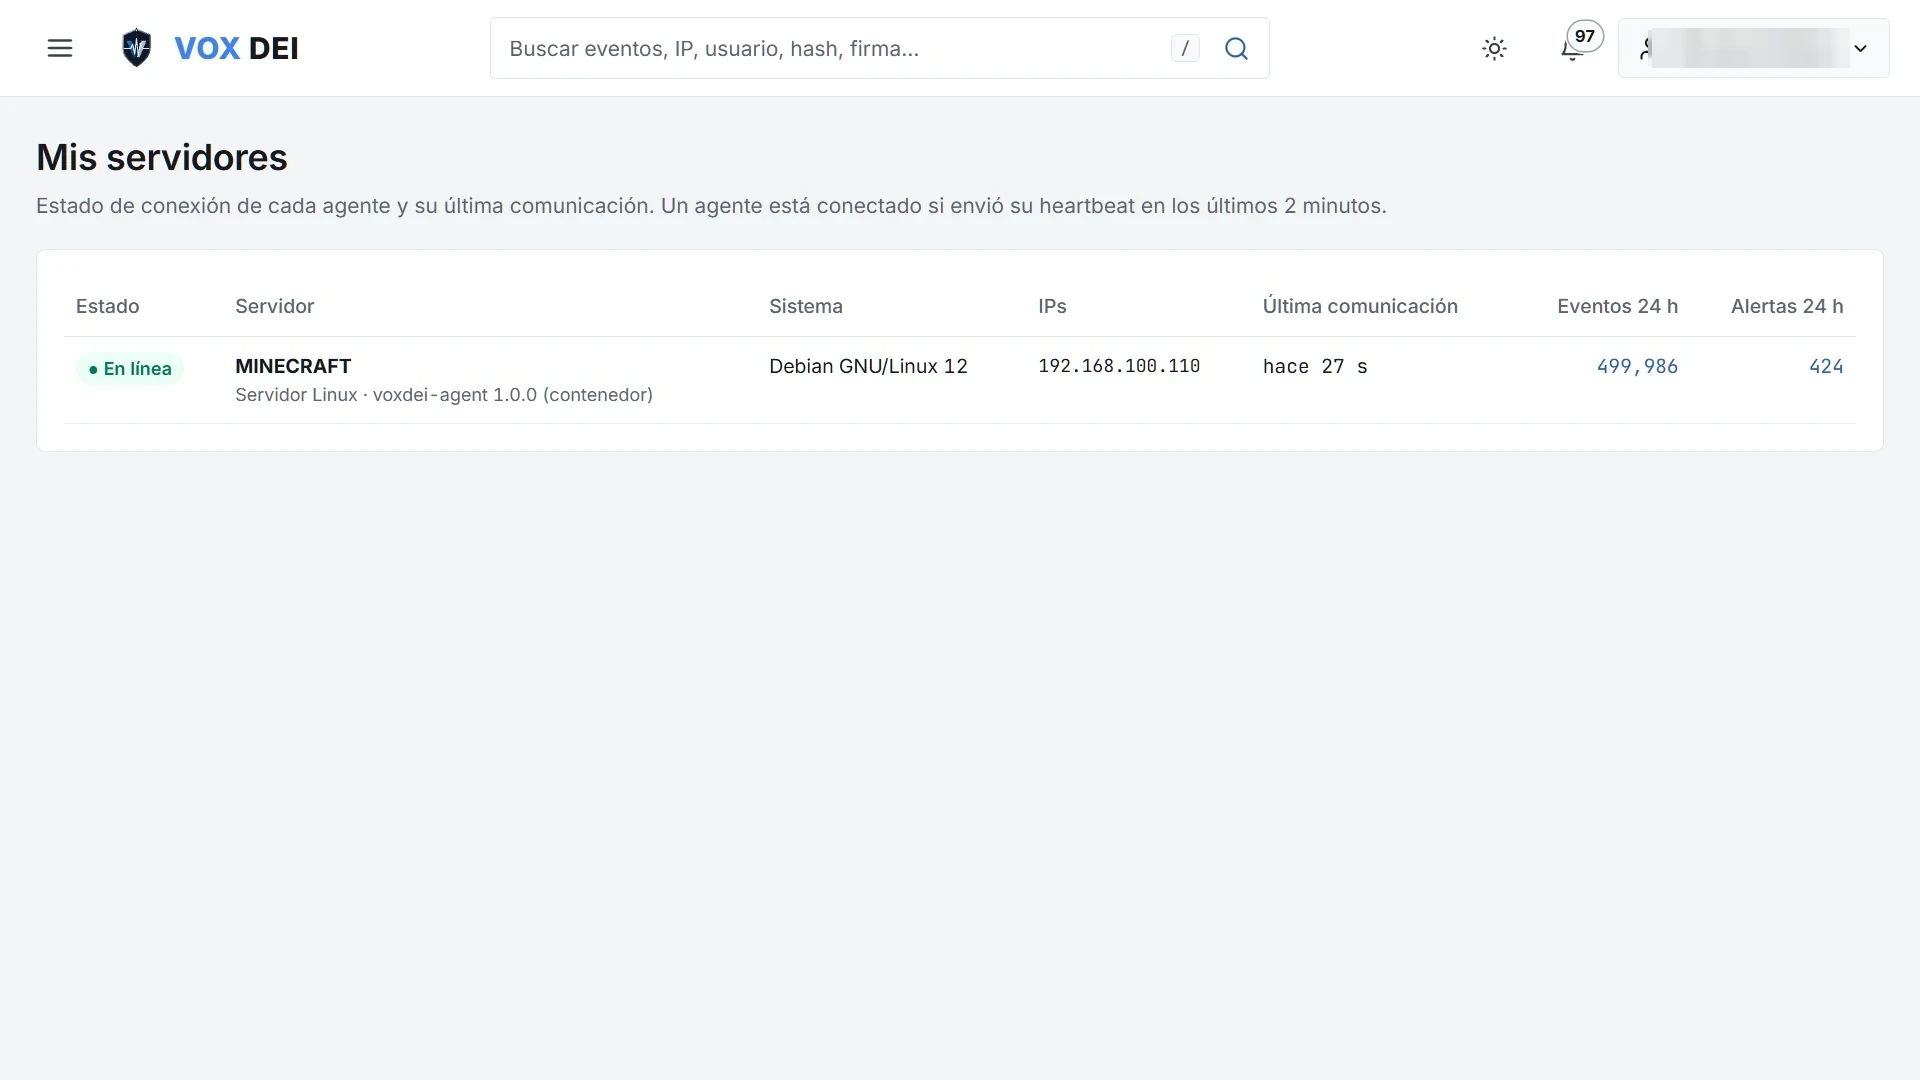 VOX DEI
Buscar eventos, IP, usuario, hash, firma...
/
97
Mis servidores
Estado de conexión de cada agente y su última comunicación. Un agente está conectado si envió su heartbeat en los últimos 2 minutos.
Estado Servidor Sistema IPs Última comunicación Eventos 24 h Alertas 24 h
En línea MINECRAFT Debian GNU/Linux 12 192.168.100.110 hace 27 s 499,986 424
Servidor Linux · voxdei-agent 1.0.0 (contenedor)